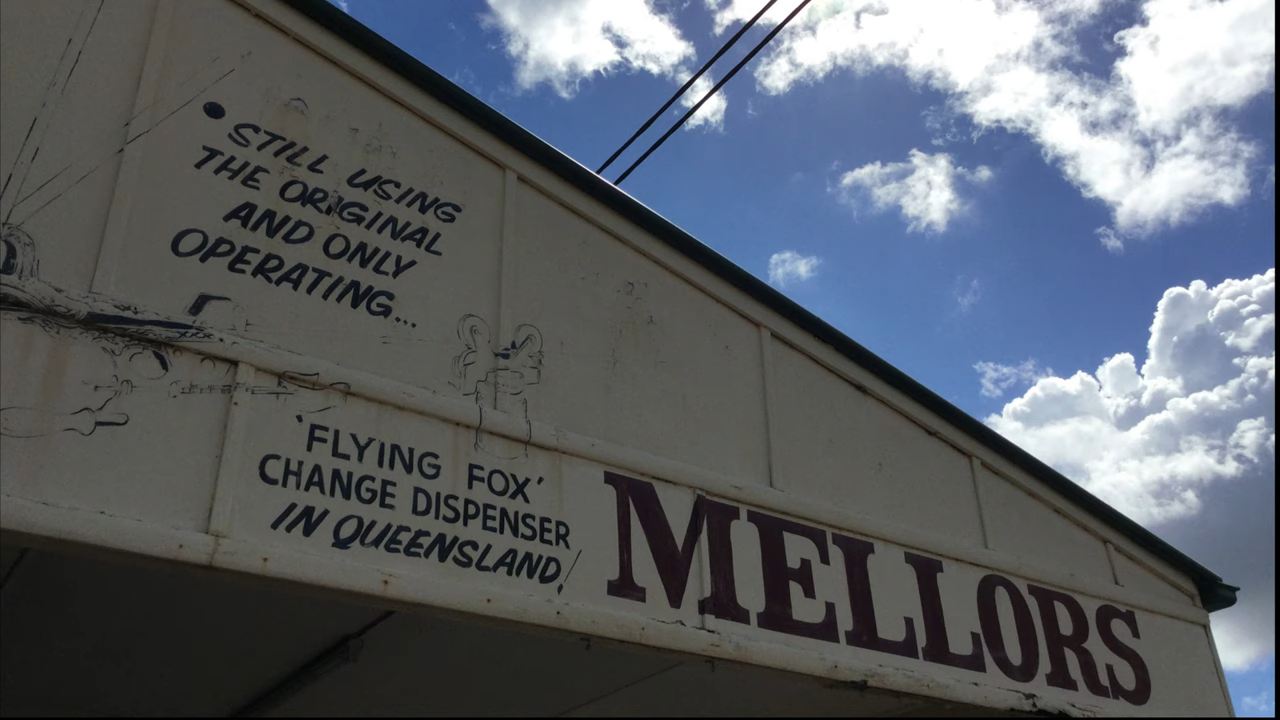 STILL USING
THE ORIGINAL
AND ONLY
OPERATING...
'FLYING FOX'
CHANGE DISPENSER
IN QUEENSLAND!
MELLORS